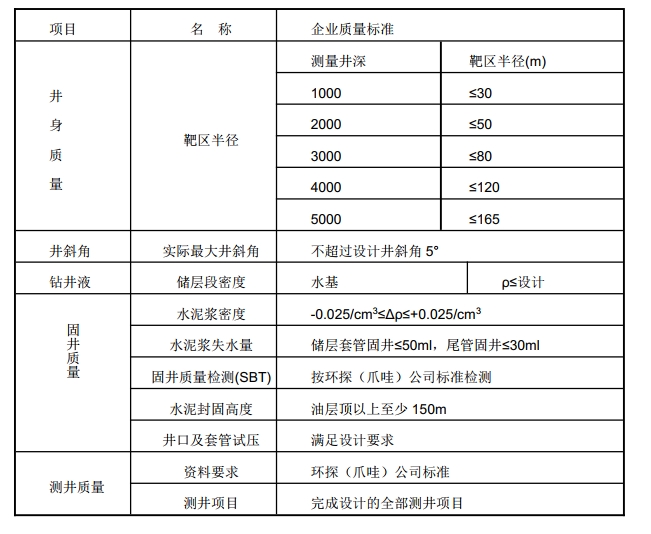 项目 名 称 企业质量标准
井身质量 靶区半径 测量井深 靶区半径(m)
1000 ≤30
2000 ≤50
3000 ≤80
4000 ≤120
5000 ≤165
井斜角 实际最大井斜角 不超过设计井斜角 5°
钻井液 储层段密度 水基 ρ≤设计
固井质量 水泥浆密度 -0.025/cm³≤Δρ≤+0.025/cm³
水泥浆失水量 储层套管固井≤50ml，尾管固井≤30ml
固井质量检测(SBT) 按环探（爪哇）公司标准检测
水泥封固高度 油层顶以上至少 150m
井口及套管试压 满足设计要求
测井质量 资料要求 环探（爪哇）公司标准
测井项目 完成设计的全部测井项目